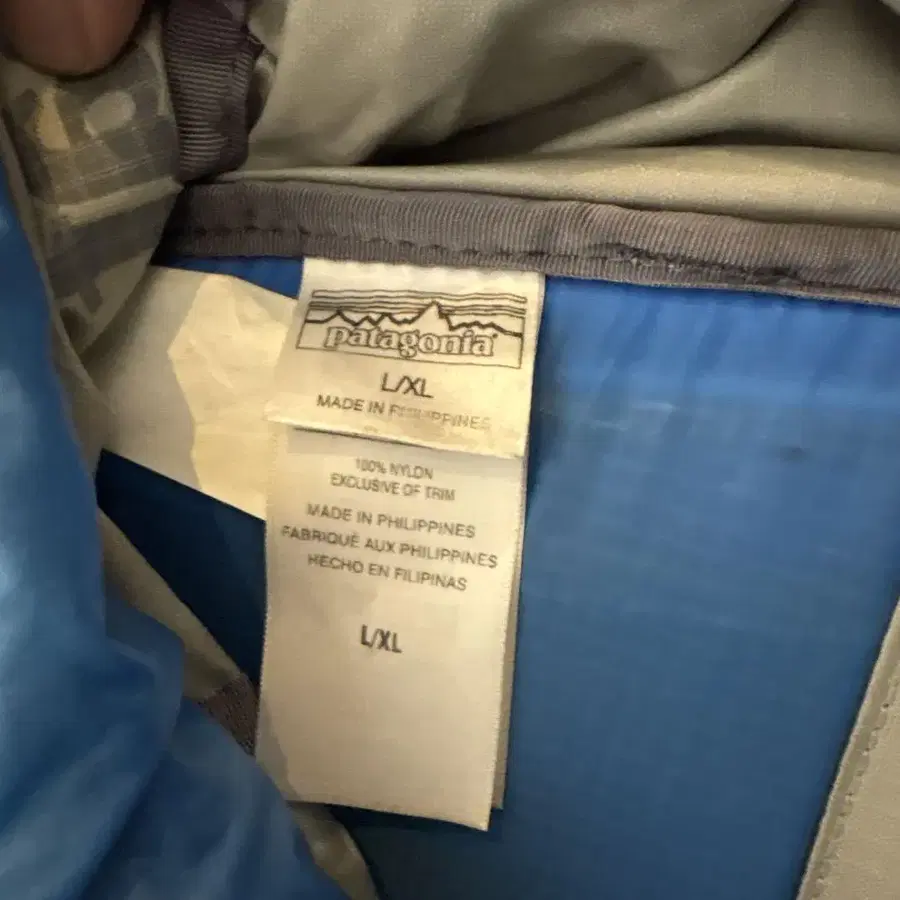 patagonia
L/XL
MADE IN PHILIPPINES
100% NYLON
EXCLUSIVE OF TRIM
MADE IN PHILIPPINES
FABRIQUÉ AUX PHILIPPINES
HECHO EN FILIPINAS
L/XL